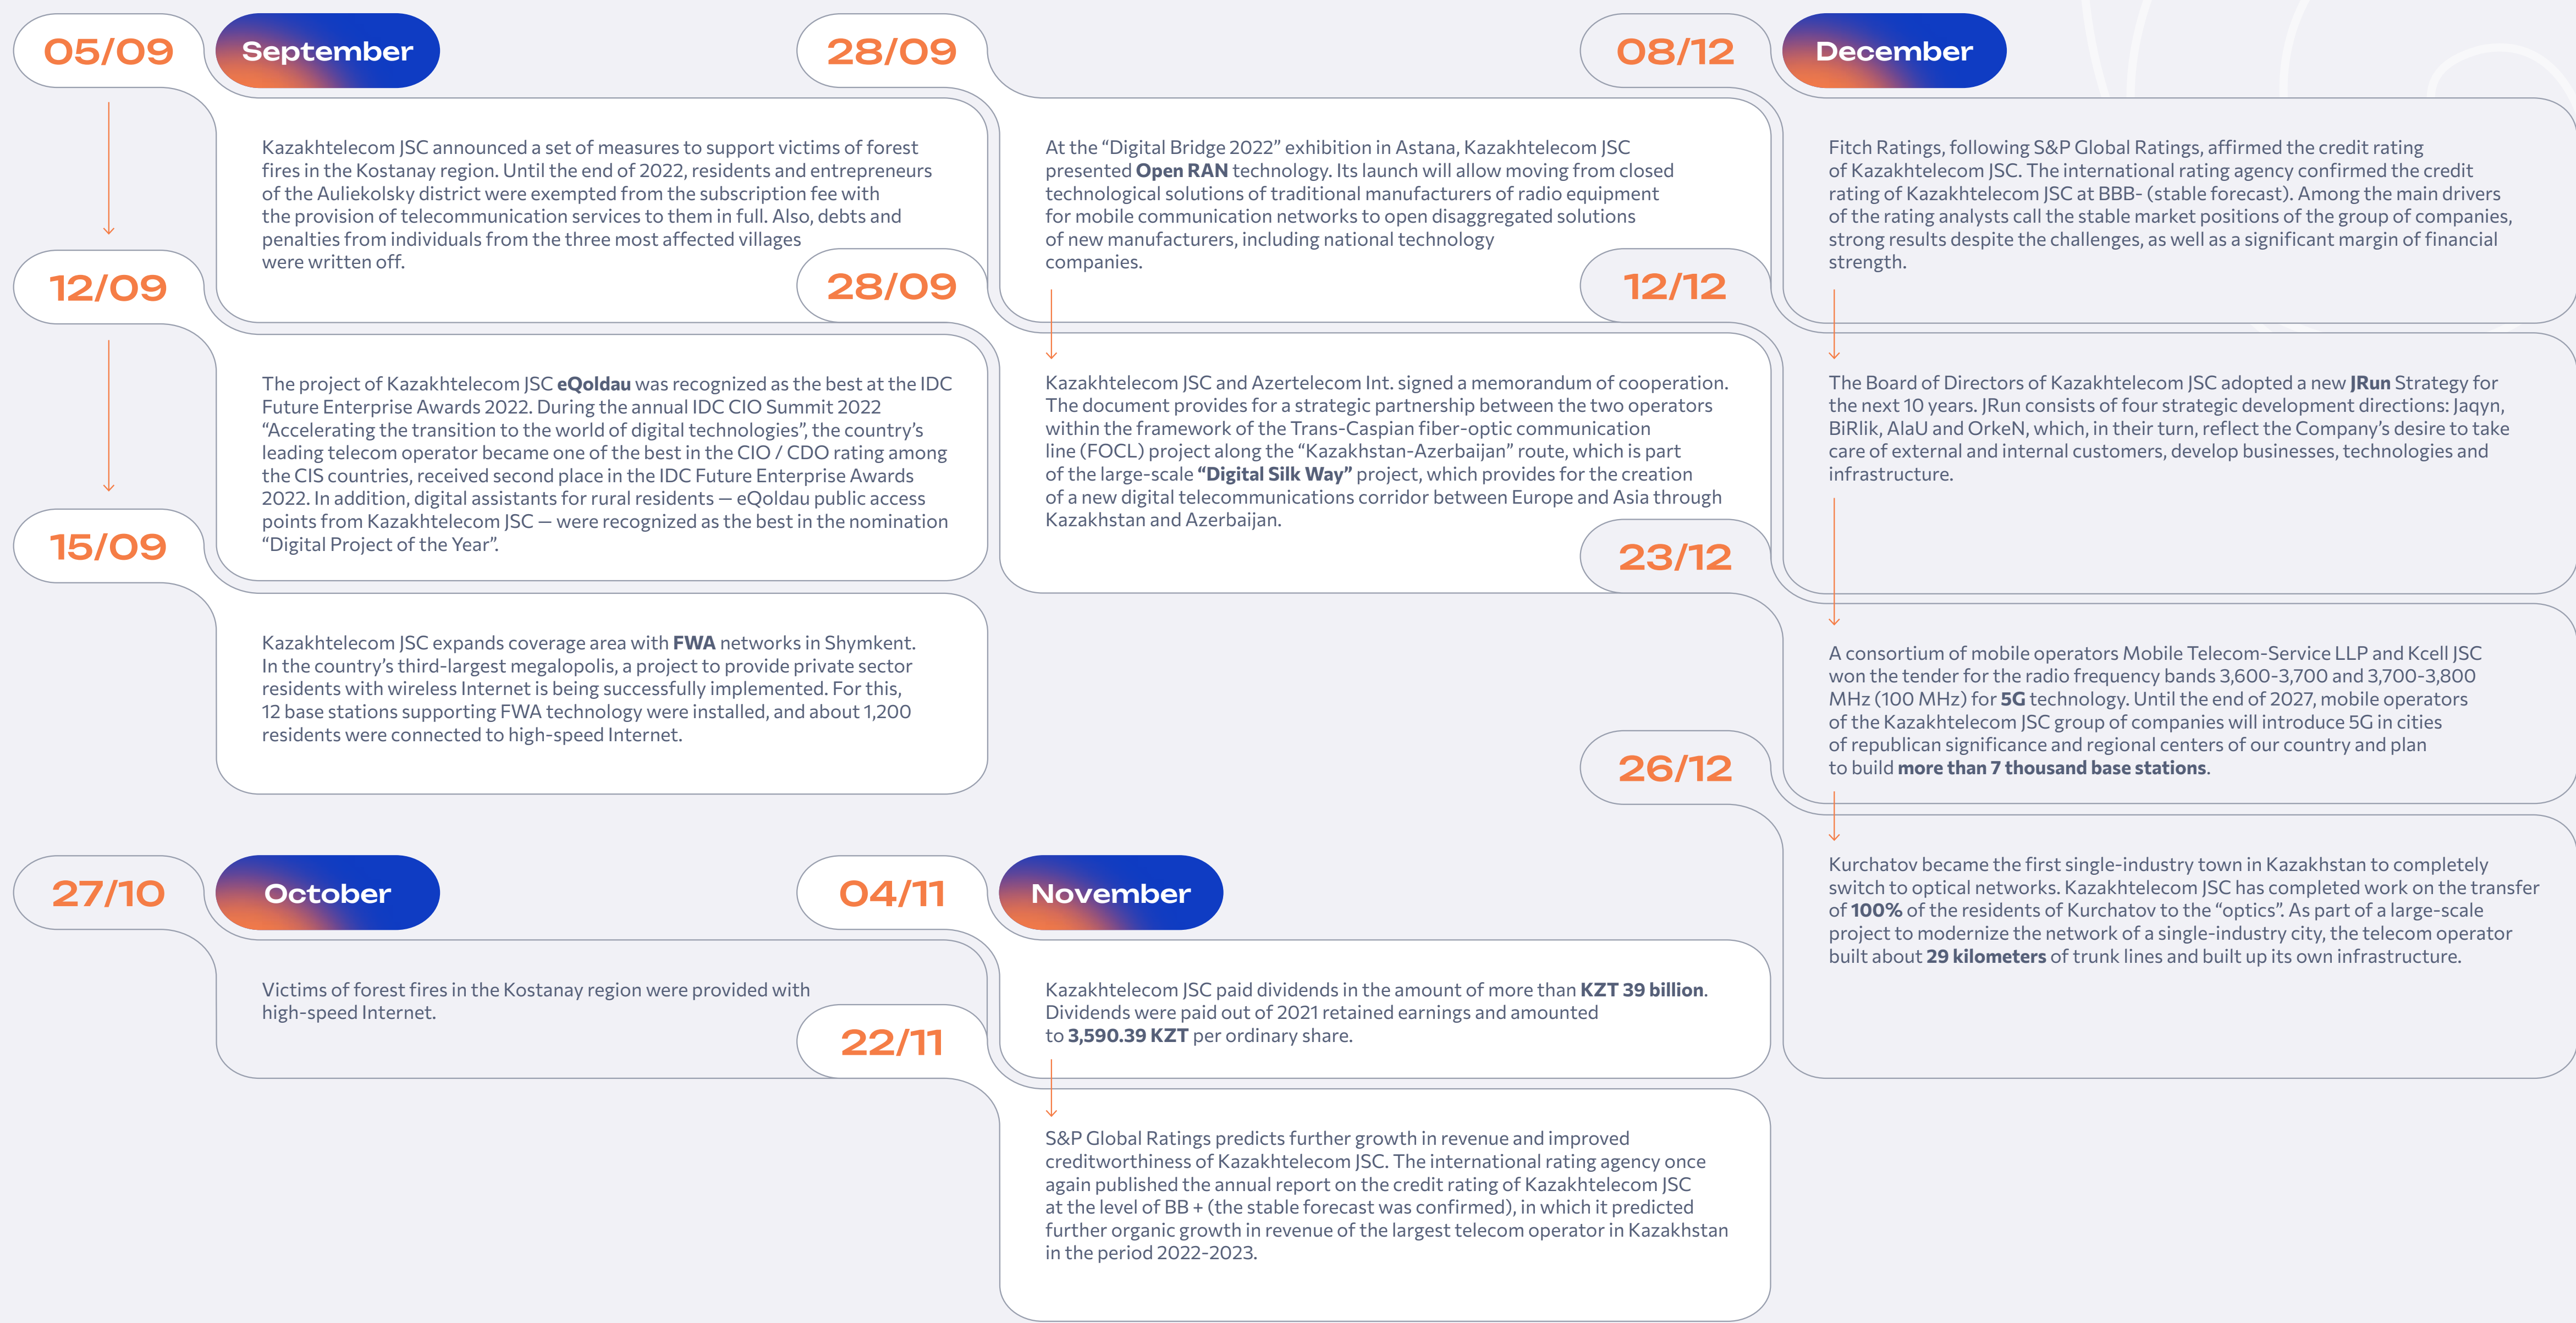 05/09
September
Kazakhtelecom JSC announced a set of measures to support victims of forest
fires in the Kostanay region. Until the end of 2022, residents and entrepreneurs
of the Auliekolsky district were exempted from the subscription fee with
the provision of telecommunication services to them in full. Also, debts and
penalties from individuals from the three most affected villages
were written off.
12/09
The project of Kazakhtelecom JSC eQoldau was recognized as the best at the IDC
Future Enterprise Awards 2022. During the annual IDC CIO Summit 2022
“Accelerating the transition to the world of digital technologies”, the country’s
leading telecom operator became one of the best in the CIO / CDO rating among
the CIS countries, received second place in the IDC Future Enterprise Awards
2022. In addition, digital assistants for rural residents — eQoldau public access
points from Kazakhtelecom JSC — were recognized as the best in the nomination
“Digital Project of the Year”.
15/09
Kazakhtelecom JSC expands coverage area with FWA networks in Shymkent.
In the country’s third-largest megalopolis, a project to provide private sector
residents with wireless Internet is being successfully implemented. For this,
12 base stations supporting FWA technology were installed, and about 1,200
residents were connected to high-speed Internet.
28/09
At the “Digital Bridge 2022” exhibition in Astana, Kazakhtelecom JSC
presented Open RAN technology. Its launch will allow moving from closed
technological solutions of traditional manufacturers of radio equipment
for mobile communication networks to open disaggregated solutions
of new manufacturers, including national technology
companies.
28/09
Kazakhtelecom JSC and Azertelecom Int. signed a memorandum of cooperation.
The document provides for a strategic partnership between the two operators
within the framework of the Trans-Caspian fiber-optic communication
line (FOCL) project along the “Kazakhstan-Azerbaijan” route, which is part
of the large-scale “Digital Silk Way” project, which provides for the creation
of a new digital telecommunications corridor between Europe and Asia through
Kazakhstan and Azerbaijan.
27/10
October
Victims of forest fires in the Kostanay region were provided with
high-speed Internet.
04/11
November
Kazakhtelecom JSC paid dividends in the amount of more than KZT 39 billion.
Dividends were paid out of 2021 retained earnings and amounted
to 3,590.39 KZT per ordinary share.
22/11
S&P Global Ratings predicts further growth in revenue and improved
creditworthiness of Kazakhtelecom JSC. The international rating agency once
again published the annual report on the credit rating of Kazakhtelecom JSC
at the level of BB + (the stable forecast was confirmed), in which it predicted
further organic growth in revenue of the largest telecom operator in Kazakhstan
in the period 2022-2023.
08/12
December
Fitch Ratings, following S&P Global Ratings, affirmed the credit rating
of Kazakhtelecom JSC. The international rating agency confirmed the credit
rating of Kazakhtelecom JSC at BBB- (stable forecast). Among the main drivers
of the rating analysts call the stable market positions of the group of companies,
strong results despite the challenges, as well as a significant margin of financial
strength.
12/12
The Board of Directors of Kazakhtelecom JSC adopted a new JRun Strategy for
the next 10 years. JRun consists of four strategic development directions: Jaqyn,
BiRlik, AlaU and OrkeN, which, in their turn, reflect the Company’s desire to take
care of external and internal customers, develop businesses, technologies and
infrastructure.
23/12
A consortium of mobile operators Mobile Telecom-Service LLP and Kcell JSC
won the tender for the radio frequency bands 3,600-3,700 and 3,700-3,800
MHz (100 MHz) for 5G technology. Until the end of 2027, mobile operators
of the Kazakhtelecom JSC group of companies will introduce 5G in cities
of republican significance and regional centers of our country and plan
to build more than 7 thousand base stations.
26/12
Kurchatov became the first single-industry town in Kazakhstan to completely
switch to optical networks. Kazakhtelecom JSC has completed work on the transfer
of 100% of the residents of Kurchatov to the “optics”. As part of a large-scale
project to modernize the network of a single-industry city, the telecom operator
built about 29 kilometers of trunk lines and built up its own infrastructure.